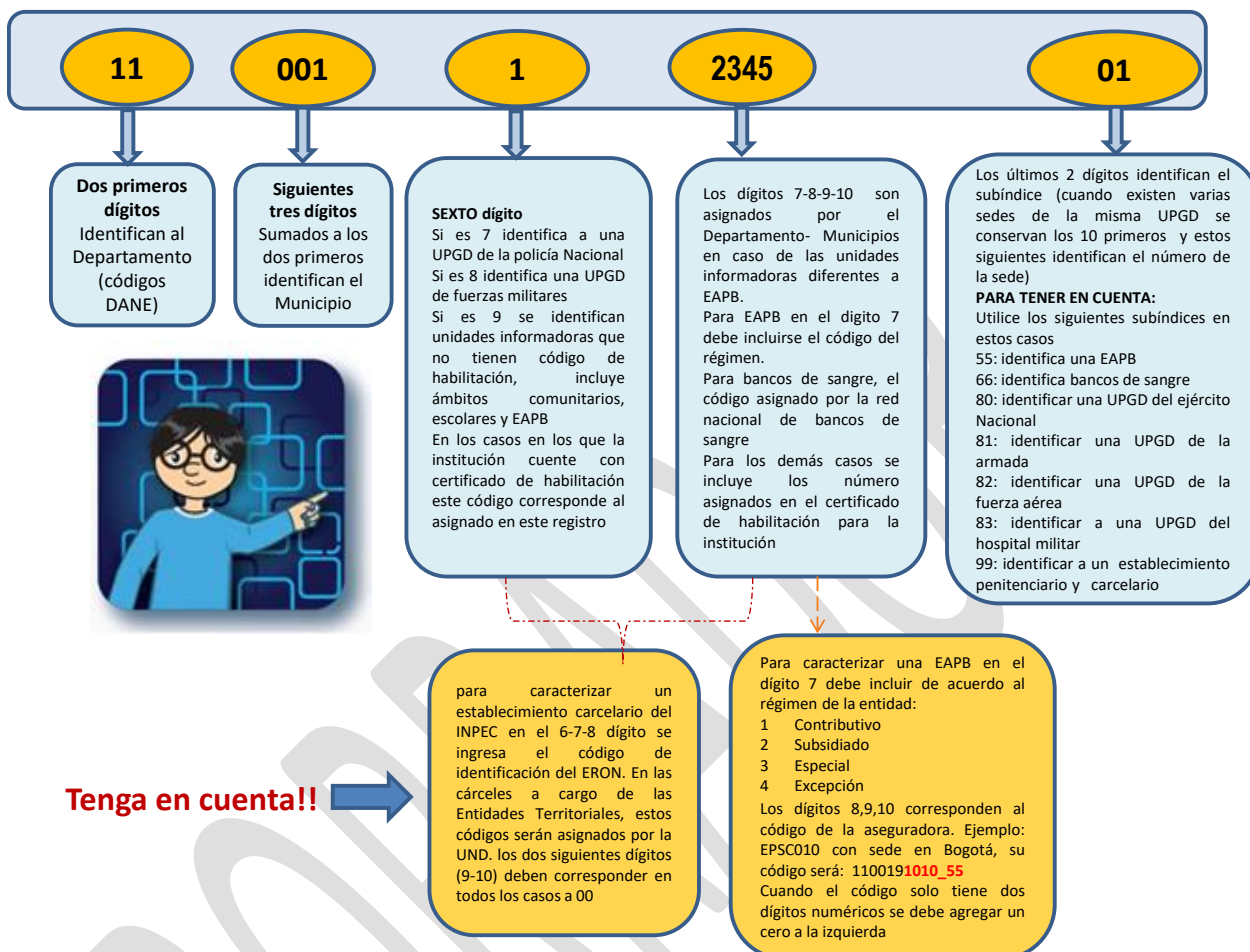 11
001
1
2345
01
Dos primeros
dígitos
Identifican al
Departamento
(códigos
DANE)
Siguientes
tres dígitos
Sumados a los
dos primeros
identifican el
Municipio
SEXTO dígito
Si es 7 identifica a una
UPGD de la policía Nacional
Si es 8 identifica una UPGD
de fuerzas militares
Si es 9 se identifican
unidades informadoras que
no tienen código de
habilitación, incluye
ámbitos comunitarios,
escolares y EAPB
En los casos en los que la
institución cuente con
certificado de habilitación
este código corresponde al
asignado en este registro
Los dígitos 7-8-9-10 son
asignados por el
Departamento- Municipios
en caso de las unidades
informadoras diferentes a
EAPB.
Para EAPB en el digito 7
debe incluirse el código del
régimen.
Para bancos de sangre, el
código asignado por la red
nacional de bancos de
sangre
Para los demás casos se
incluye los número
asignados en el certificado
de habilitación para la
institución
Los últimos 2 dígitos identifican el
subíndice (cuando existen varias
sedes de la misma UPGD se
conservan los 10 primeros y estos
siguientes identifican el número de
la sede)
PARA TENER EN CUENTA:
Utilice los siguientes subíndices en
estos casos
55: identifica una EAPB
66: identifica bancos de sangre
80: identificar una UPGD del ejército
Nacional
81: identificar una UPGD de la
armada
82: identificar una UPGD de la
fuerza aérea
83: identificar a una UPGD del
hospital militar
99: identificar a un establecimiento
penitenciario y carcelario
Tenga en cuenta!!
para caracterizar un
establecimiento carcelario del
INPEC en el 6-7-8 dígito se
ingresa el código de
identificación del ERON. En las
cárceles a cargo de las
Entidades Territoriales, estos
códigos serán asignados por la
UND. los dos siguientes dígitos
(9-10) deben corresponder en
todos los casos a 00
Para caracterizar una EAPB en el
dígito 7 debe incluir de acuerdo al
régimen de la entidad:
1 Contributivo
2 Subsidiado
3 Especial
4 Excepción
Los dígitos 8,9,10 corresponden al
código de la aseguradora. Ejemplo:
EPSC010 con sede en Bogotá, su
código será: 1100191010_55
Cuando el código solo tiene dos
dígitos numéricos se debe agregar un
cero a la izquierda